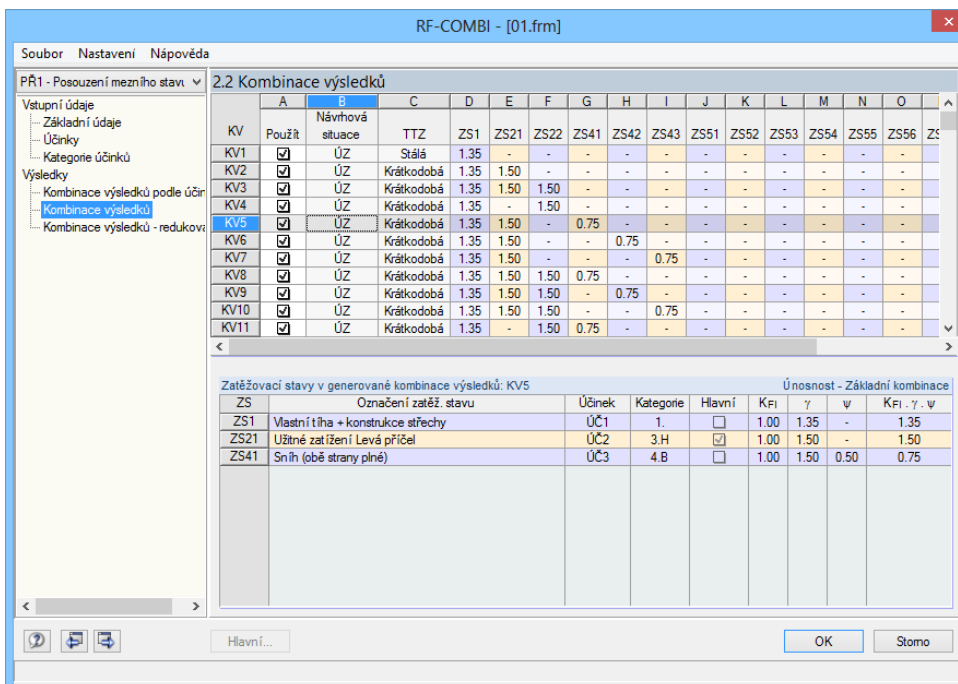 RF-COMBI - [01.frm]
Soubor Nastavení Nápověda
PŘ1 - Posouzení mezního stavu
Vstupní údaje
Základní údaje
Účinky
Kategorie účinků
Výsledky
Kombinace výsledků podle účin
Kombinace výsledků
Kombinace výsledků - redukova
2.2 Kombinace výsledků
A B C D E F G H I J K L M N O
KV Použít Návrhová situace TTZ ZS1 ZS21 ZS22 ZS41 ZS42 ZS43 ZS51 ZS52 ZS53 ZS54 ZS55 ZS56 ZS
KV1 ÚZ Stálá 1.35 - - - - - - - - - - -
KV2 ÚZ Krátkodobá 1.35 1.50 - - - - - - - - - -
KV3 ÚZ Krátkodobá 1.35 1.50 1.50 - - - - - - - - -
KV4 ÚZ Krátkodobá 1.35 - 1.50 - - - - - - - - -
KV5 ÚZ Krátkodobá 1.35 1.50 - 0.75 - - - - - - - -
KV6 ÚZ Krátkodobá 1.35 1.50 - - 0.75 - - - - - - -
KV7 ÚZ Krátkodobá 1.35 1.50 - - - 0.75 - - - - - -
KV8 ÚZ Krátkodobá 1.35 1.50 1.50 0.75 - - - - - - - -
KV9 ÚZ Krátkodobá 1.35 1.50 1.50 - 0.75 - - - - - - -
KV10 ÚZ Krátkodobá 1.35 1.50 1.50 - - 0.75 - - - - - -
KV11 ÚZ Krátkodobá 1.35 - 1.50 0.75 - - - - - - - -
Zatěžovací stavy v generované kombinace výsledků: KV5 Únosnost - Základní kombinace
ZS Označení zatěž. stavu Účinek Kategorie Hlavní KFI γ ψ KFI . γ . ψ
ZS1 Vlastní tíha + konstrukce střechy ÚČ1 1. 1.00 1.35 - 1.35
ZS21 Užitné zatížení Levá příčel ÚČ2 3.H 1.00 1.50 - 1.50
ZS41 Sníh (obě strany plné) ÚČ3 4.B 1.00 1.50 0.50 0.75
Hlavní... OK Storno